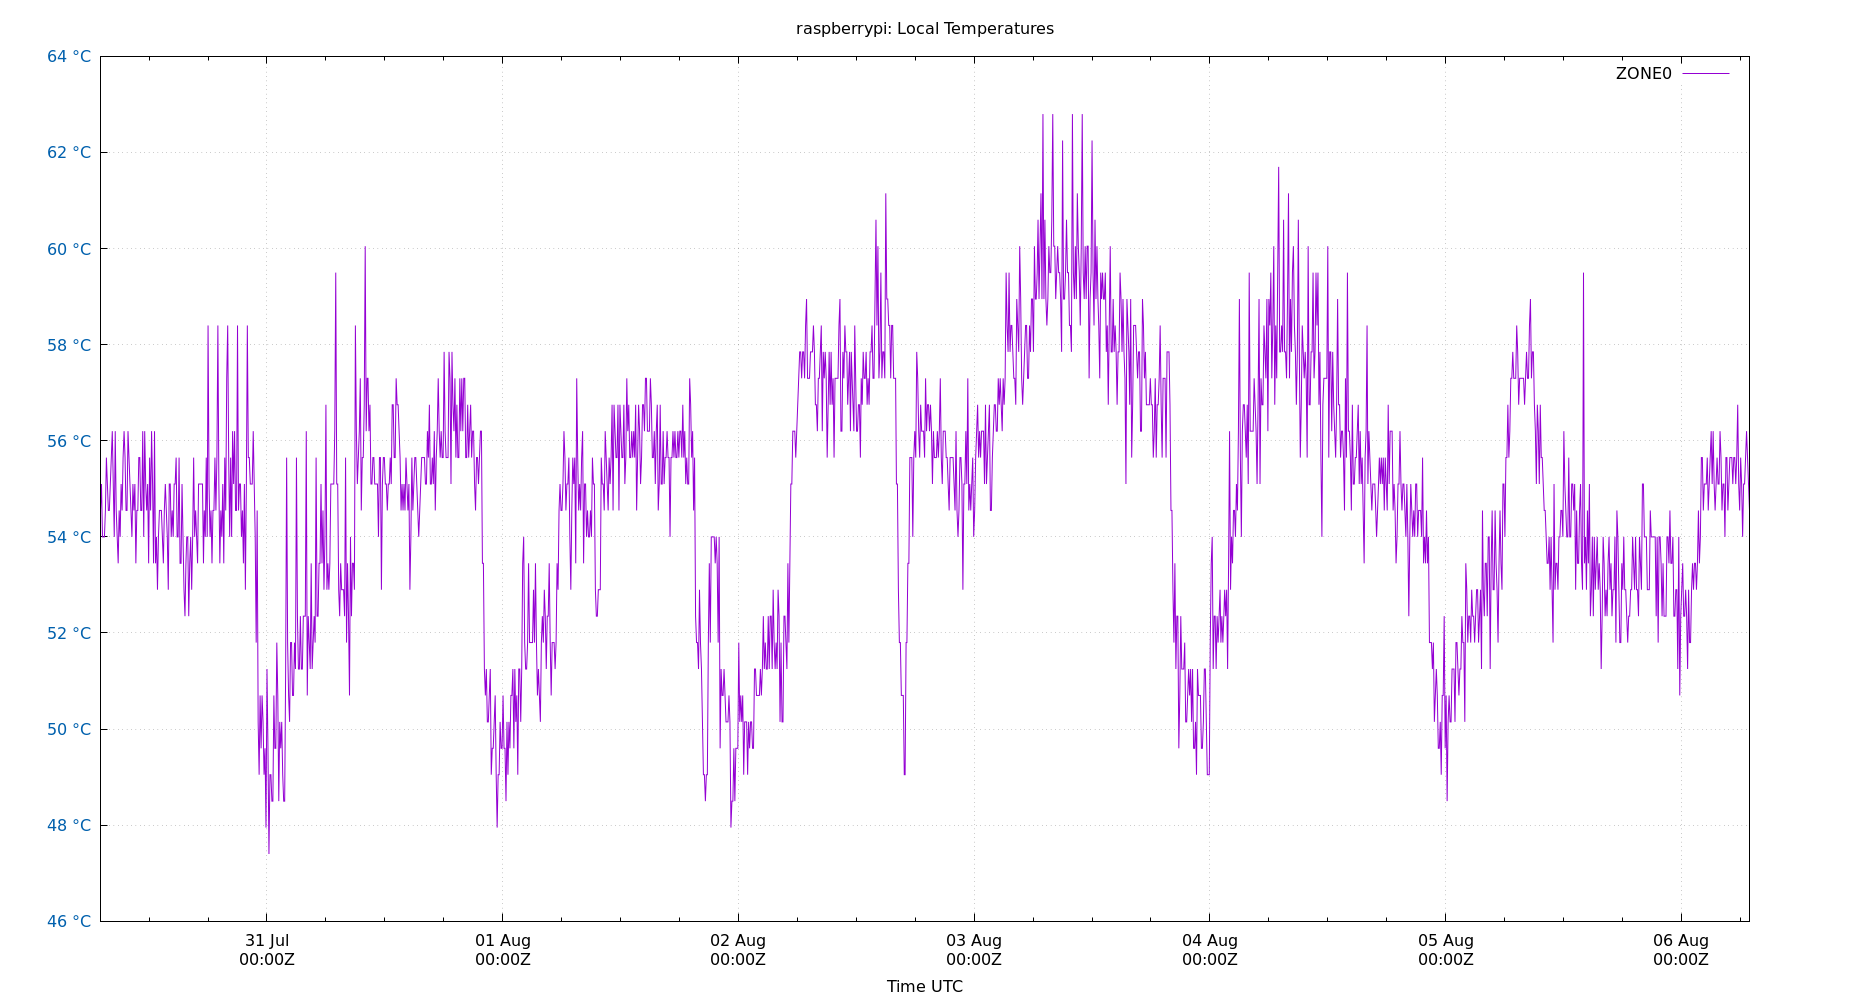 raspberrypi: Local Temperatures
64 °C
ZONE0
62 °C
60 °C
58 °C
56 °C
54 °C
52 °C
50 °C
48 °C
46 °C
31 Jul 01 Aug 02 Aug 03 Aug 04 Aug 05 Aug 06 Aug
00:00Z 00:00Z 00:00Z 00:00Z 00:00Z 00:00Z 00:00Z
Time UTC